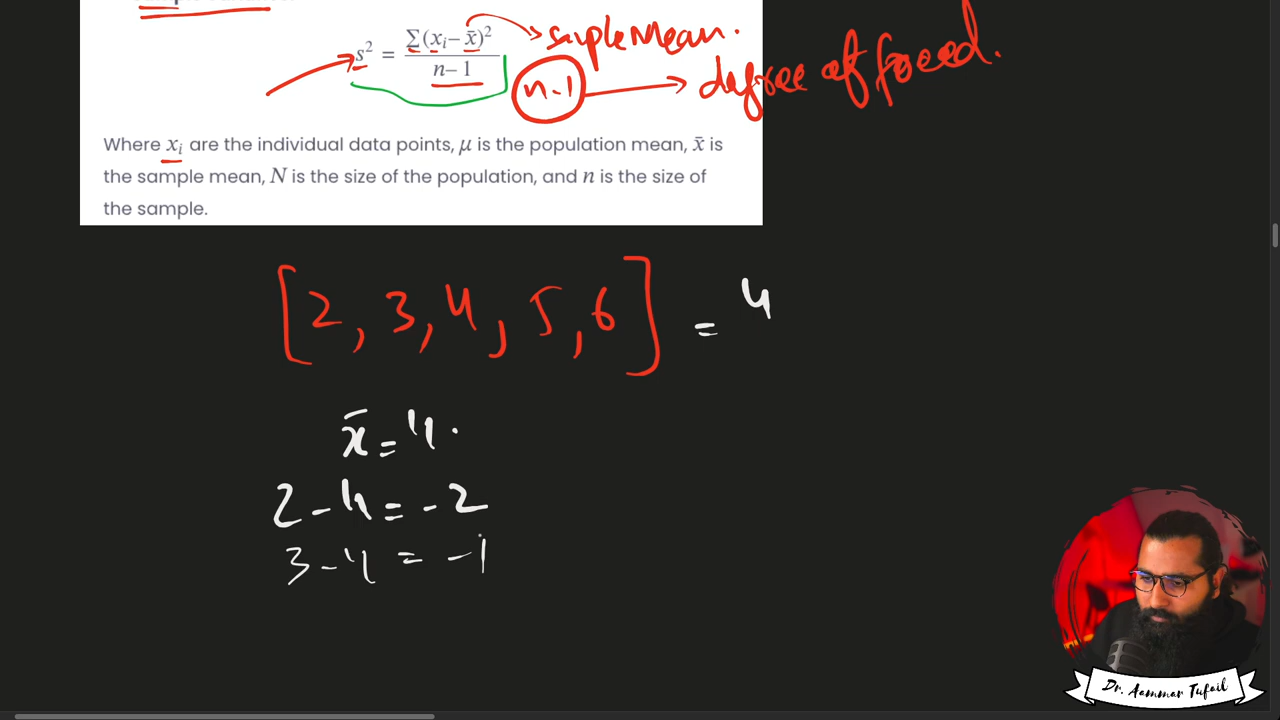 s² = Σ(xᵢ– x̄)² / n– 1
sample Mean.
n-1
degree of
Where xᵢ are the individual data points, μ is the population mean, x̄ is
the sample mean, N is the size of the population, and n is the size of
the sample.
[2, 3, 4, 5, 6] = 4
x̄ = 4.
2 - 4 = - 2
3 - 4 = - 1
Dr. Aammar Tufail